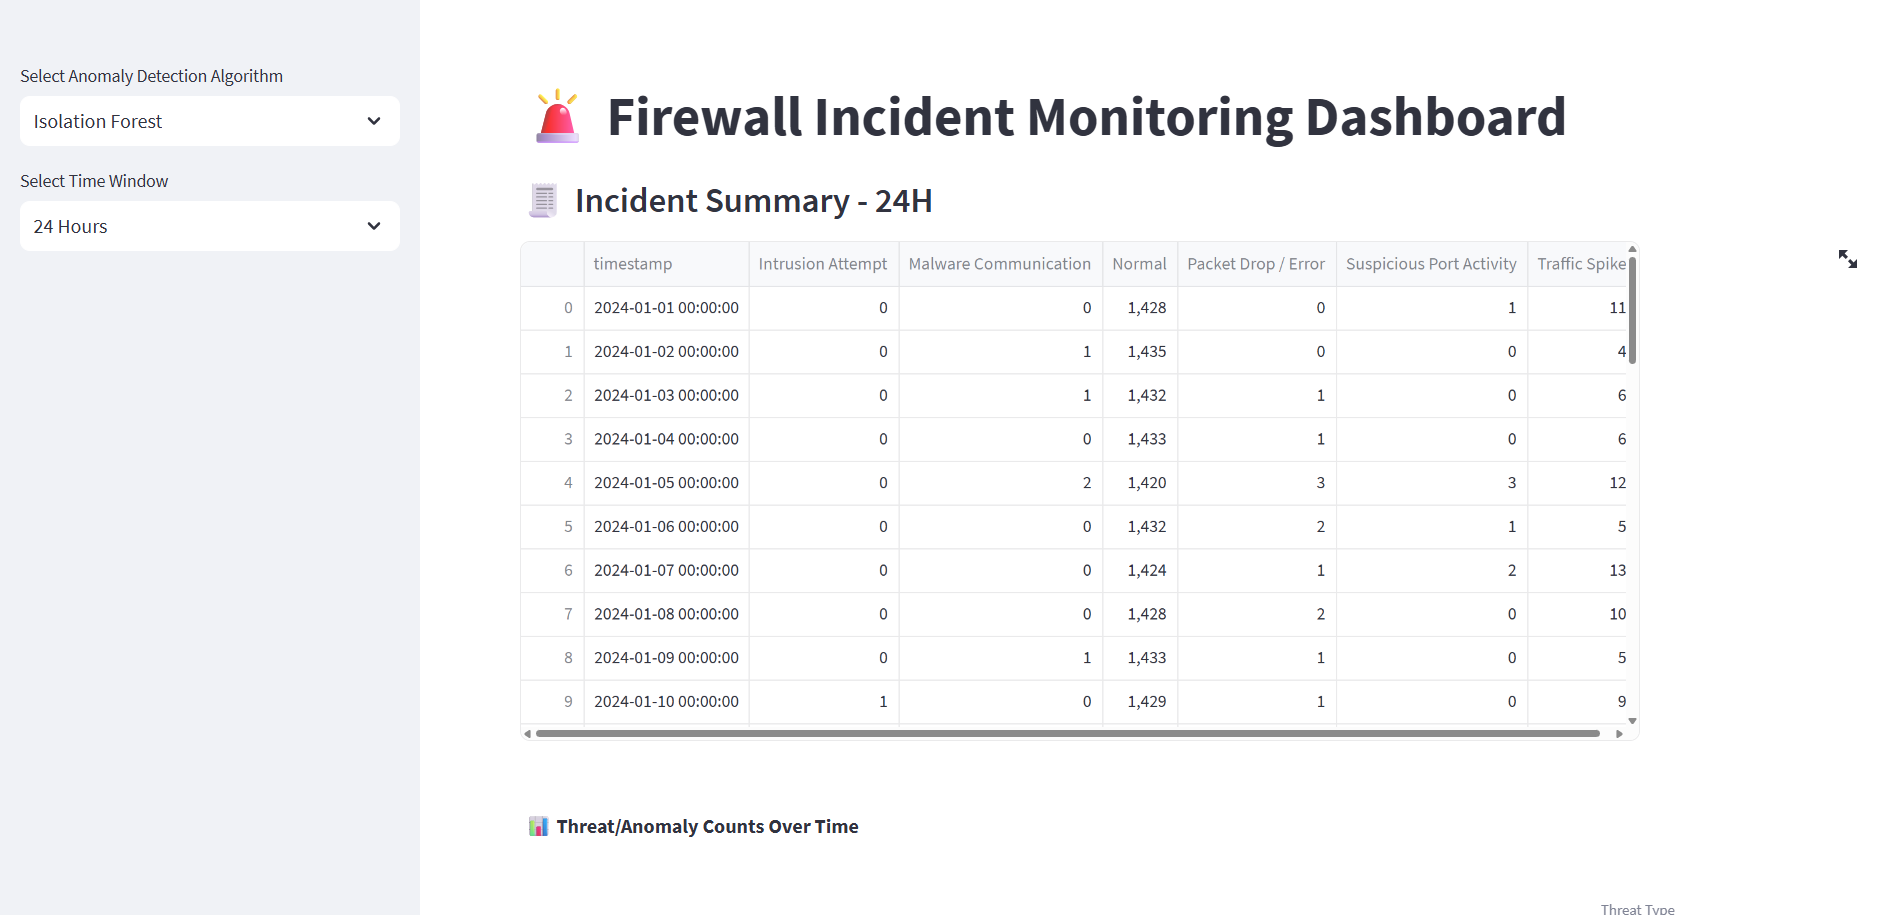 Select Anomaly Detection Algorithm
Isolation Forest
Select Time Window
24 Hours
Firewall Incident Monitoring Dashboard
Incident Summary - 24H
timestamp Intrusion Attempt Malware Communication Normal Packet Drop / Error Suspicious Port Activity Traffic Spike
0 2024-01-01 00:00:00 0 0 1,428 0 1 11
1 2024-01-02 00:00:00 0 1 1,435 0 0 4
2 2024-01-03 00:00:00 0 1 1,432 1 0 6
3 2024-01-04 00:00:00 0 0 1,433 1 0 6
4 2024-01-05 00:00:00 0 2 1,420 3 3 12
5 2024-01-06 00:00:00 0 0 1,432 2 1 5
6 2024-01-07 00:00:00 0 0 1,424 1 2 13
7 2024-01-08 00:00:00 0 0 1,428 2 0 10
8 2024-01-09 00:00:00 0 1 1,433 1 0 5
9 2024-01-10 00:00:00 1 0 1,429 1 0 9
Threat/Anomaly Counts Over Time
Threat Type